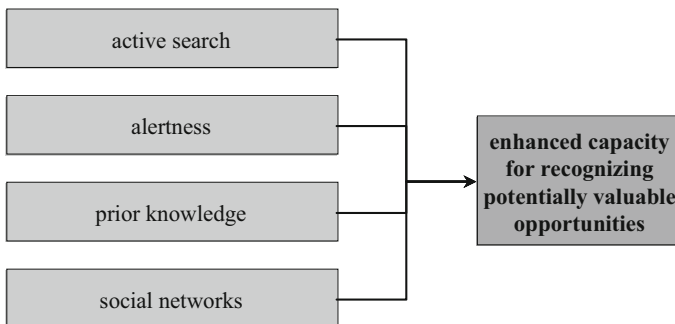 active search
alertness
prior knowledge
social networks
enhanced capacity
for recognizing
potentially valuable
opportunities